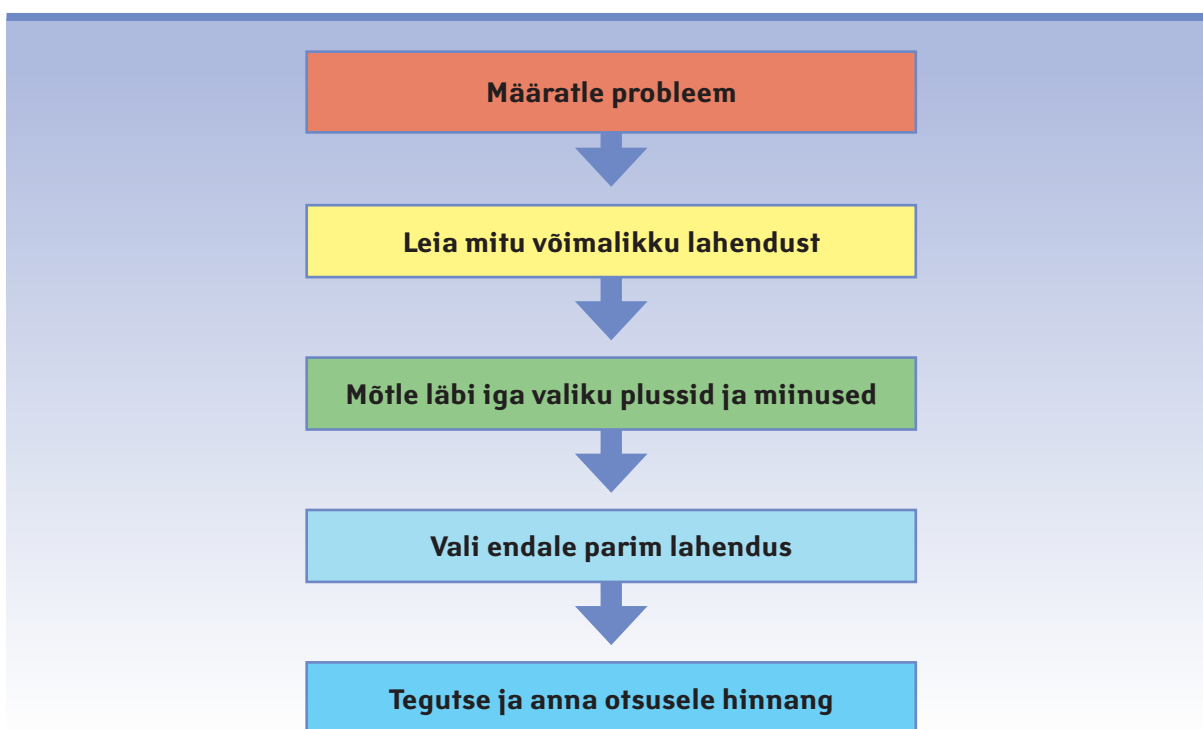 Määratle probleem
Leia mitu võimalikku lahendust
Mõtle läbi iga valiku plussid ja miinused
Vali endale parim lahendus
Tegutse ja anna otsusele hinnang